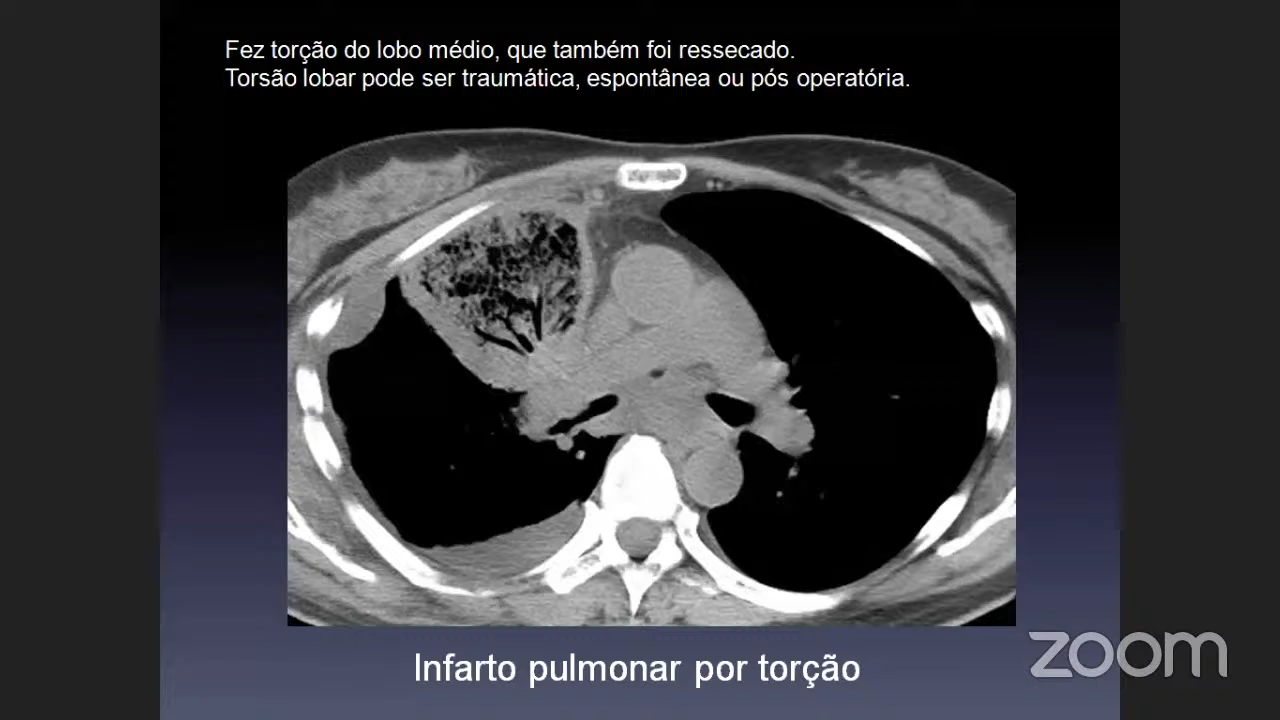 Fez torção do lobo médio, que também foi ressecado.
Torsão lobar pode ser traumática, espontânea ou pós operatória.
Infarto pulmonar por torção
zoom